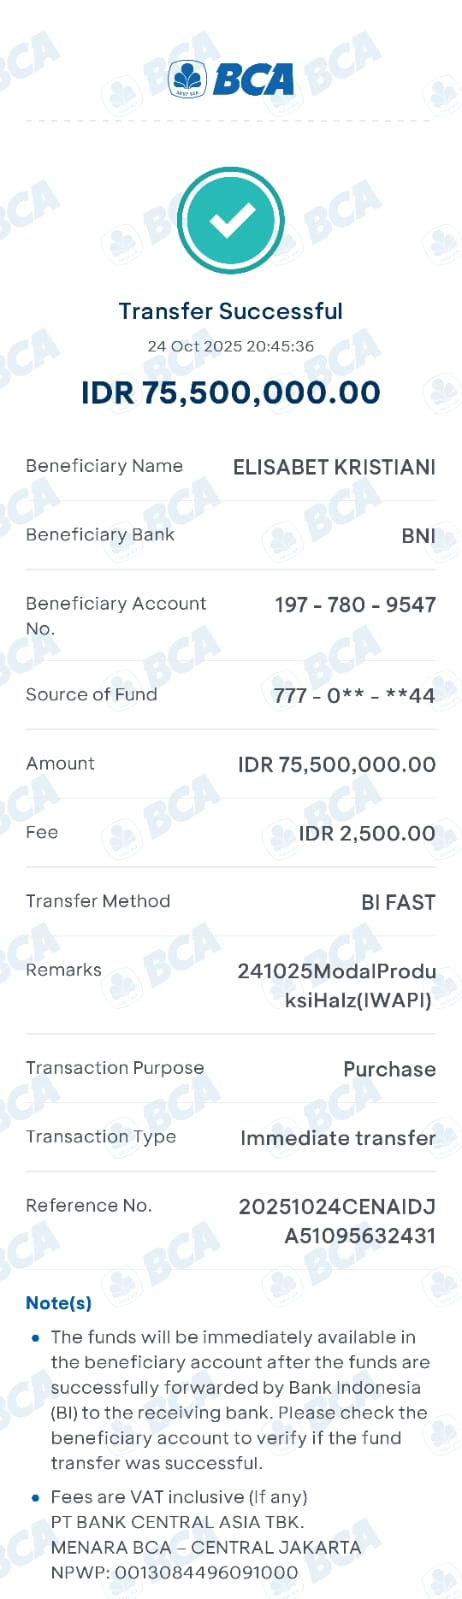 BCA
Transfer Successful
24 Oct 2025 20:45:36
IDR 75,500,000.00
Beneficiary Name ELISABET KRISTIANI
Beneficiary Bank BNI
Beneficiary Account 197 - 780 - 9547
No.
Source of Fund 777 - 0** - **44
Amount IDR 75,500,000.00
Fee IDR 2,500.00
Transfer Method BI FAST
Remarks 241025ModalProdu
ksiHalz(IWAPI)
Transaction Purpose Purchase
Transaction Type Immediate transfer
Reference No. 20251024CENAIDJ
A51095632431
Note(s)
• The funds will be immediately available in
the beneficiary account after the funds are
successfully forwarded by Bank Indonesia
(BI) to the receiving bank. Please check the
beneficiary account to verify if the fund
transfer was successful.
• Fees are VAT inclusive (If any)
PT BANK CENTRAL ASIA TBK.
MENARA BCA – CENTRAL JAKARTA
NPWP: 0013084496091000